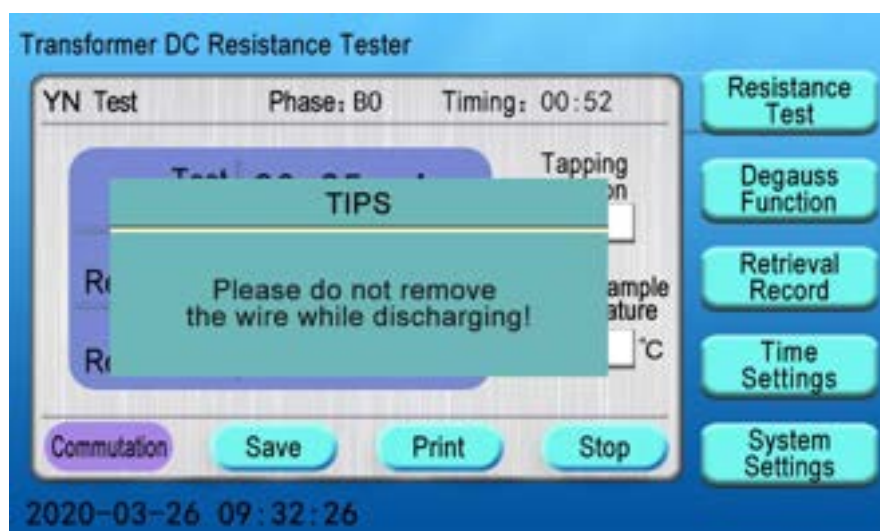 Transformer DC Resistance Tester
YN Test Phase: B0 Timing: 00:52
Resistance
Test
Tapping
TIPS
Please do not remove
the wire while discharging!
℃
Degauss
Function
Retrieval
Record
Time
Settings
System
Settings
Commutation Save Print Stop
2020-03-26 09:32:26